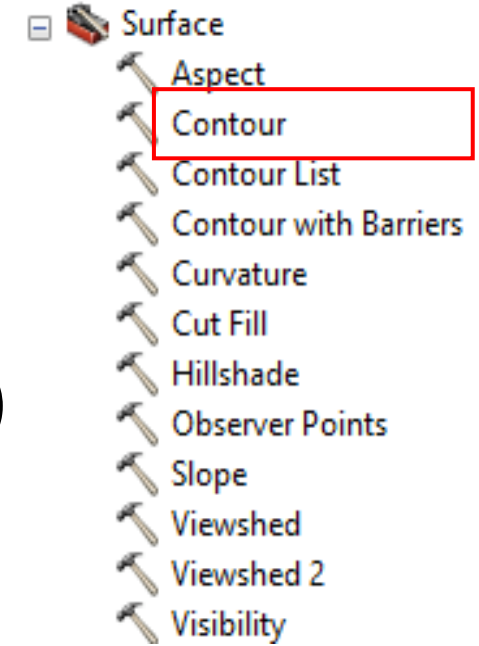 Surface
Aspect
Contour
Contour List
Contour with Barriers
Curvature
Cut Fill
Hillshade
Observer Points
Slope
Viewshed
Viewshed 2
Visibility